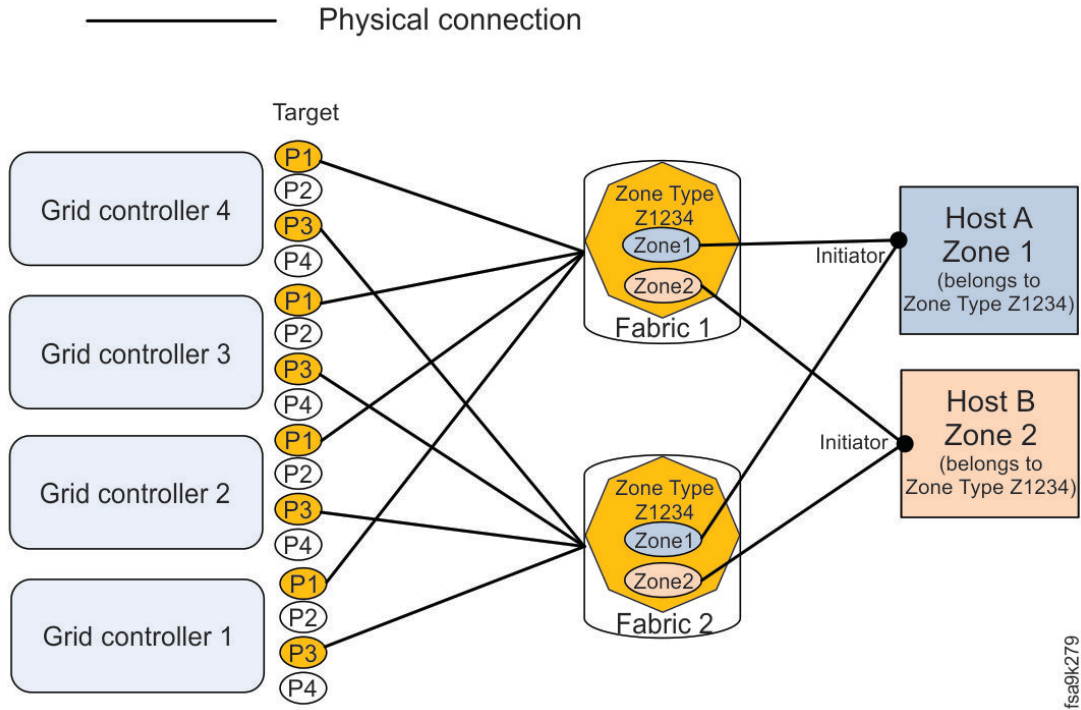 Physical connection
Target
Grid controller 4
P1
P2
P3
P4
Grid controller 3
P1
P2
P3
P4
Grid controller 2
P1
P2
P3
P4
Grid controller 1
P1
P2
P3
P4
Zone Type
Z1234
Zone1
Zone2
Fabric 1
Zone Type
Z1234
Zone1
Zone2
Fabric 2
Initiator
Host A
Zone 1
(belongs to
Zone Type Z1234)
Initiator
Host B
Zone 2
(belongs to
Zone Type Z1234)
fsa9k279